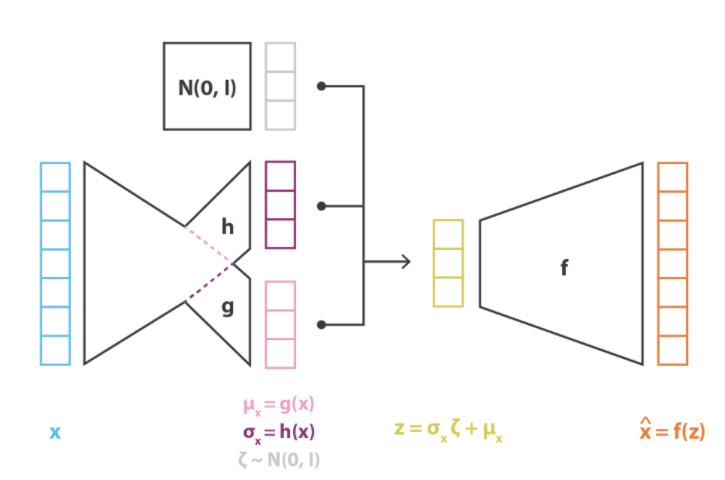 N(0, I)
h
g
f
x
μₓ = g(x)
σₓ = h(x)
ζ ~ N(0, I)
z = σₓ ζ + μₓ
x̂ = f(z)